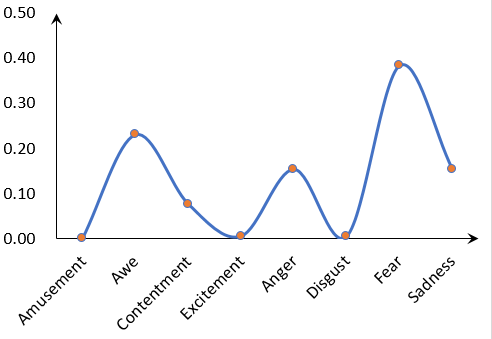 0.50
0.40
0.30
0.20
0.10
0.00
Amusement
Awe
Contentment
Excitement
Anger
Disgust
Fear
Sadness